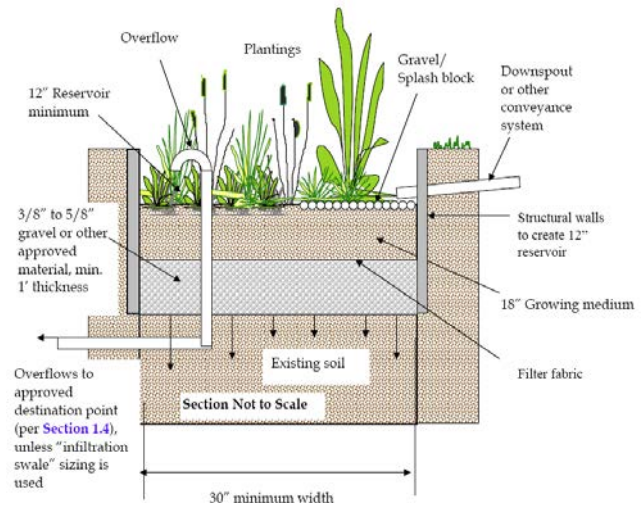 Overflow
Plantings
Gravel/
Splash block
Downspout
or other
conveyance
system
12" Reservoir
minimum
3/8" to 5/8"
gravel or other
approved
material, min.
1' thickness
Structural walls
to create 12"
reservoir
18" Growing medium
Filter fabric
Existing soil
Section Not to Scale
Overflows to
approved
destination point
(per Section 1.4),
unless "infiltration
swale" sizing is
used
30" minimum width